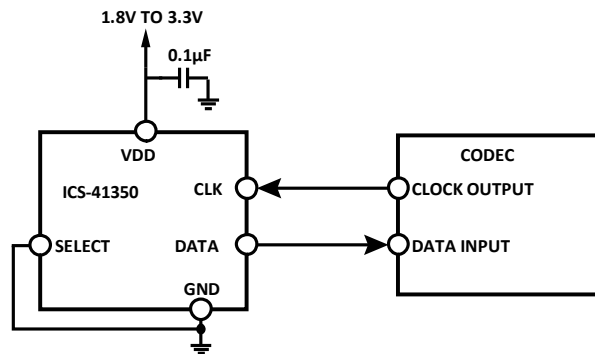 1.8V TO 3.3V
0.1µF
VDD
CODEC
ICS-41350
CLK
CLOCK OUTPUT
SELECT
DATA
DATA INPUT
GND